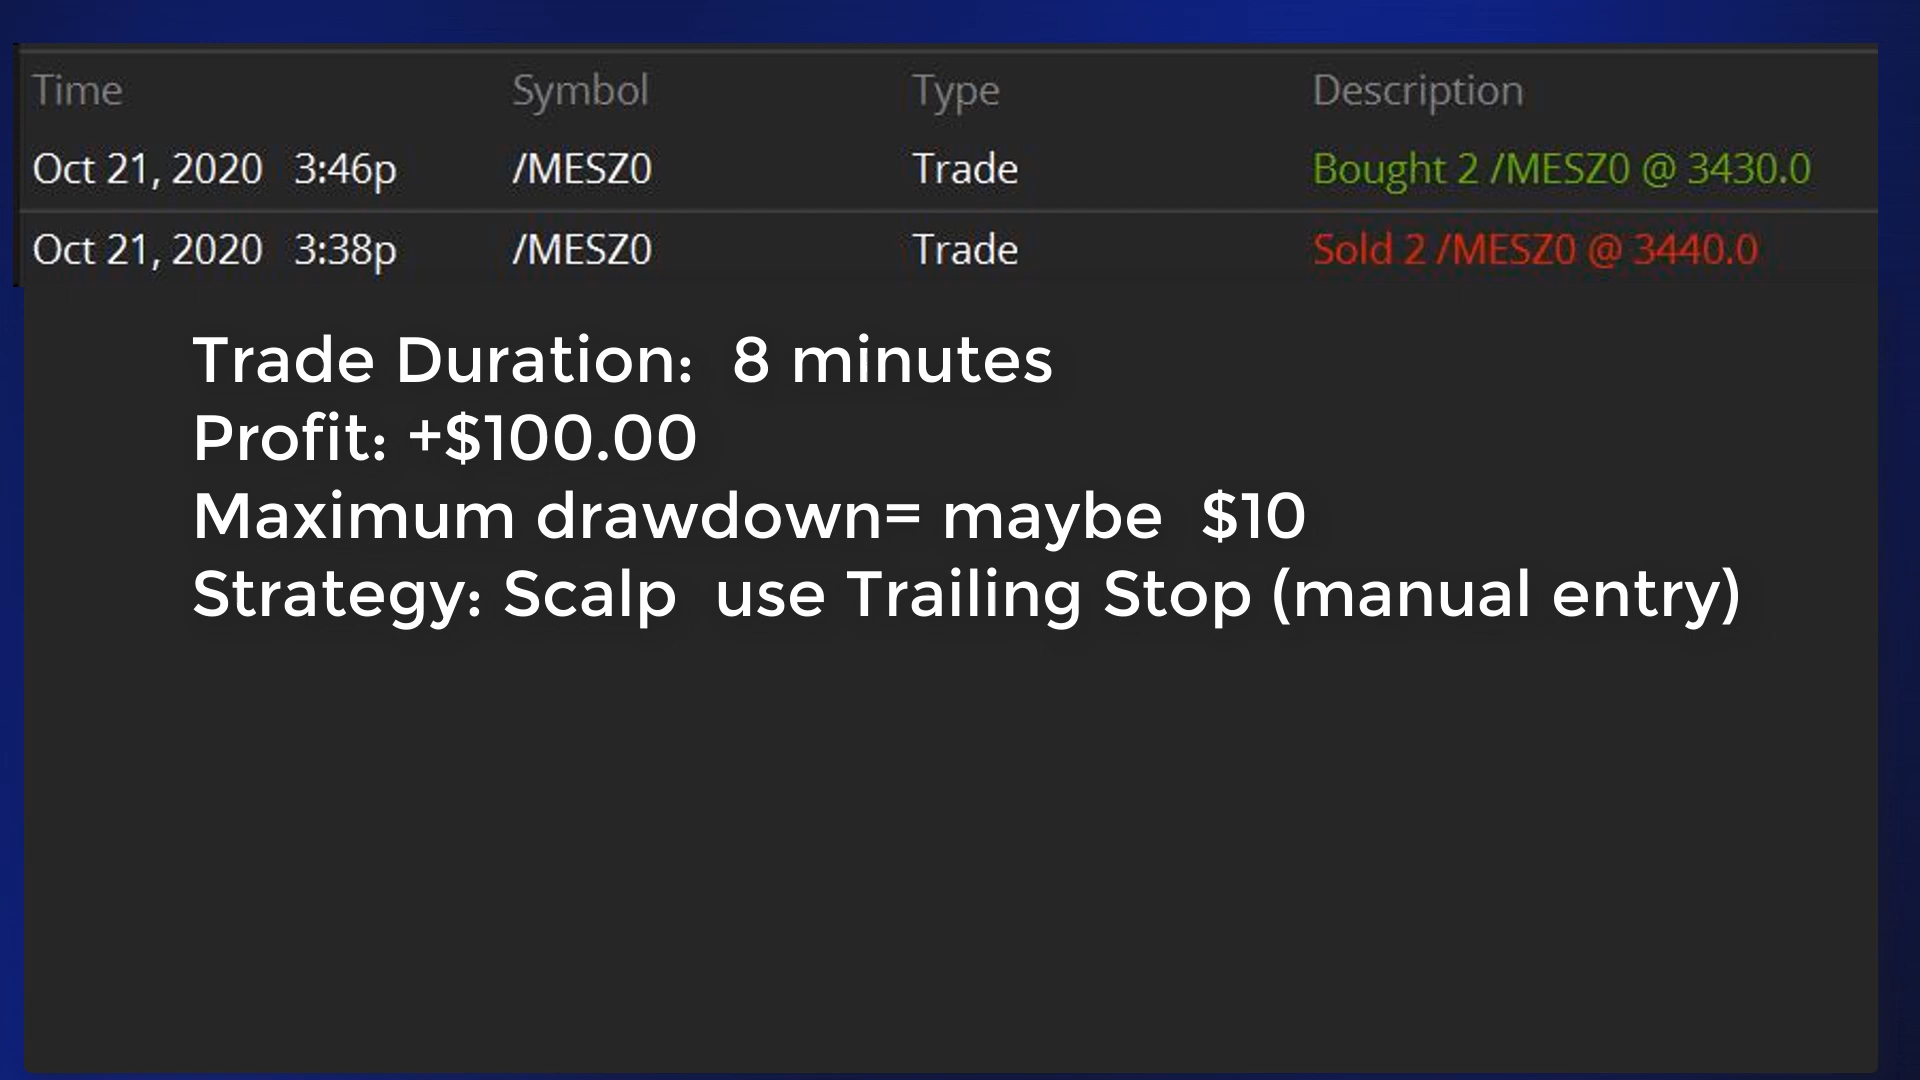 Time Symbol Type Description
Oct 21, 2020 3:46p /MESZ0 Trade Bought 2 /MESZ0 @ 3430.0
Oct 21, 2020 3:38p /MESZ0 Trade Sold 2 /MESZ0 @ 3440.0
Trade Duration: 8 minutes
Profit: +$100.00
Maximum drawdown= maybe $10
Strategy: Scalp use Trailing Stop (manual entry)